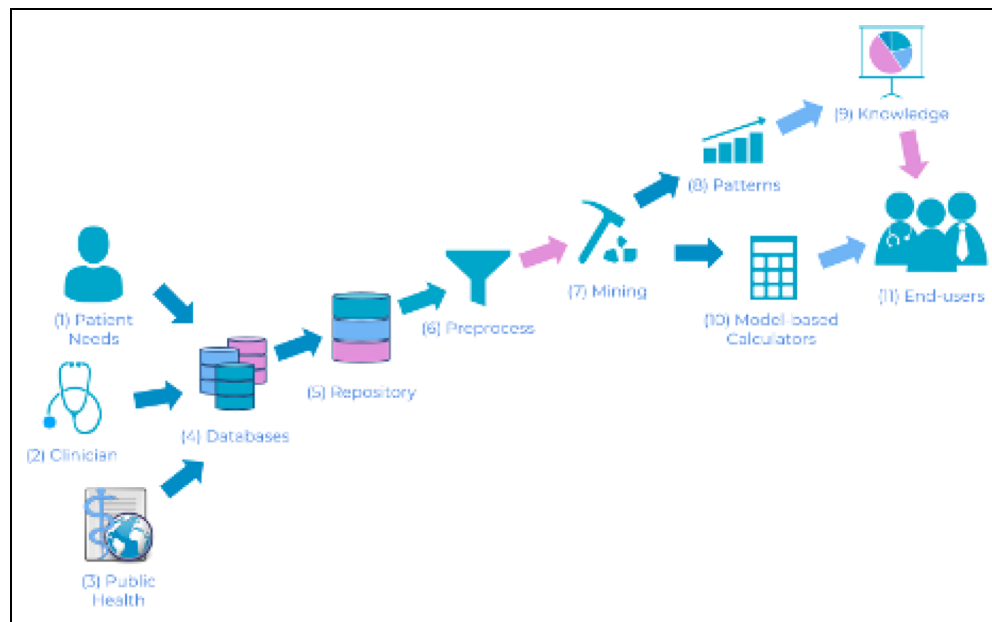 (1) Patient
Needs
(2) Clinician
(3) Public
Health
(4) Databases
(5) Repository
(6) Preprocess
(7) Mining
(8) Patterns
(9) Knowledge
(10) Model-based
Calculators
(11) End-users